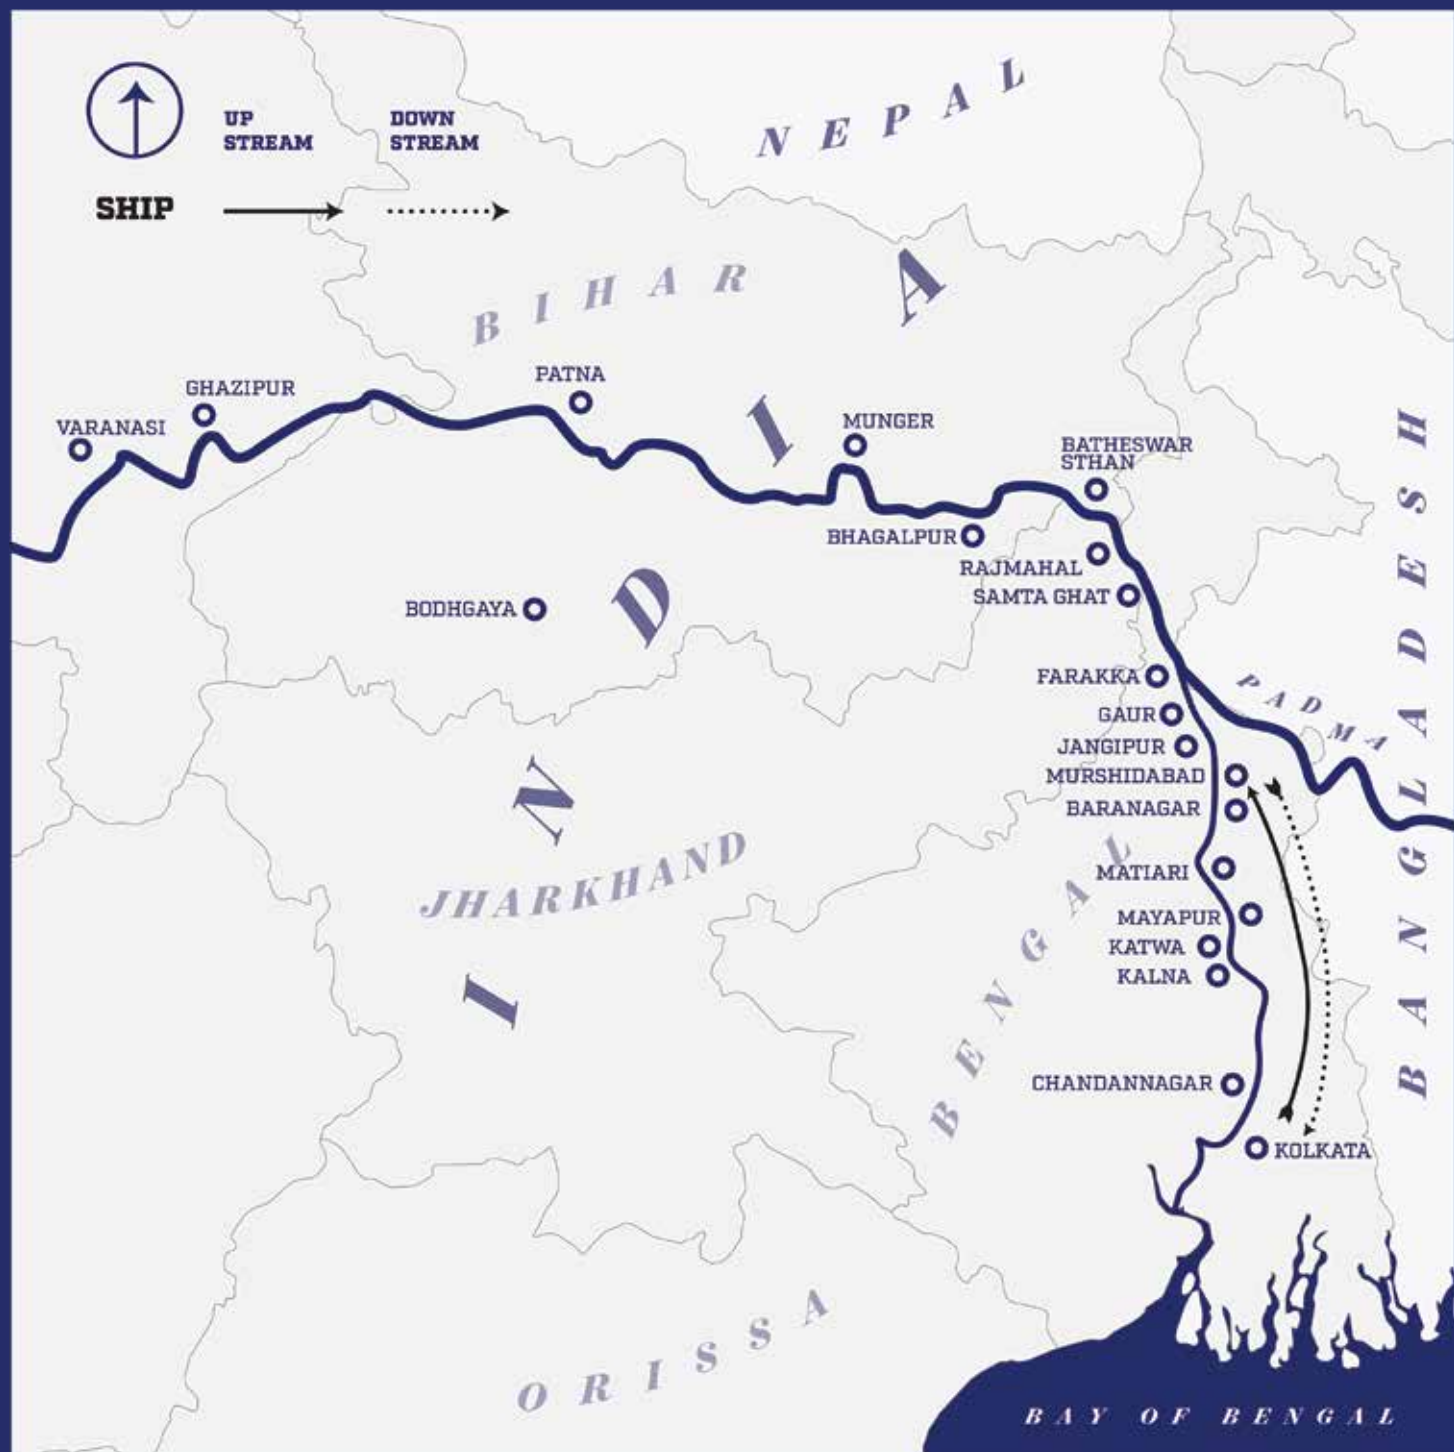 UP
STREAM
DOWN
STREAM
SHIP
NEPAL
BIHAR
INDIA
GHAZIPUR
VARANASI
PATNA
MUNGER
BATHESWAR
STHAN
BHAGALPUR
RAJMAHAL
SAMTA GHAT
BODHGAYA
FARAKKA
PADMA
GAUR
JANGIPUR
MURSHIDABAD
BARANAGAR
BANGLADESH
JHARKHAND
MATIARI
BENGAL
MAYAPUR
KATWA
KALNA
CHANDANNAGAR
KOLKATA
ORISSA
BAY OF BENGAL